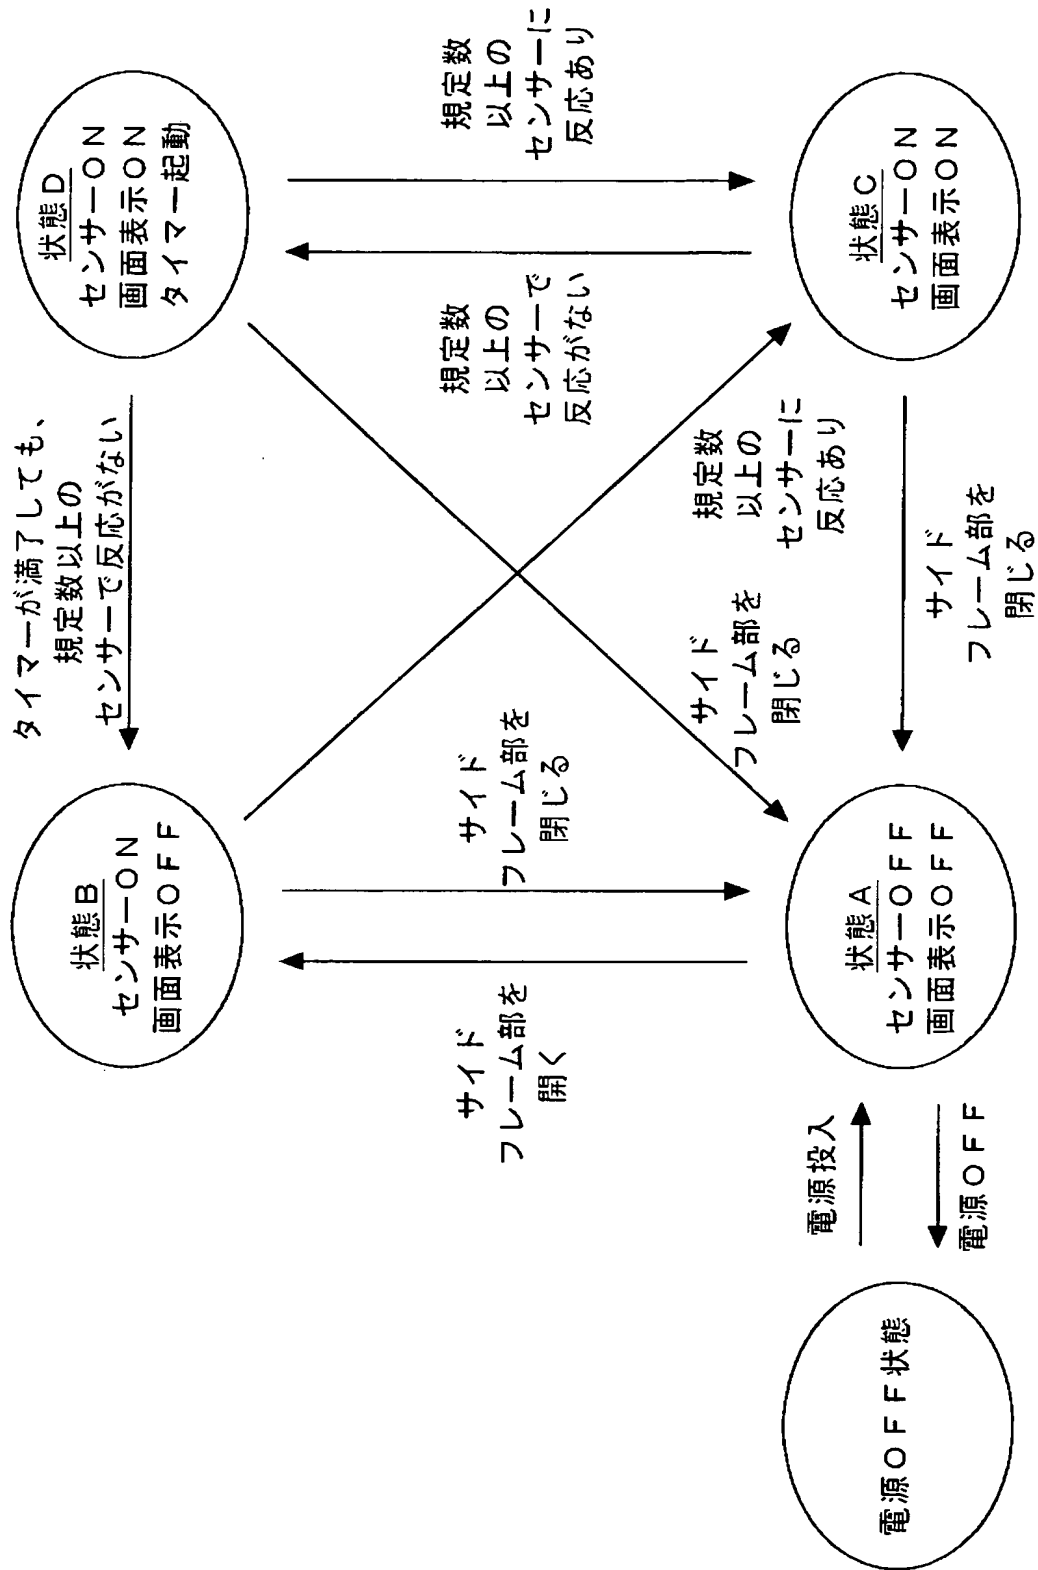 状態B
センサーON
画面表示OFF
タイマーが満了しても、
規定数以上の
センサーで反応がない
状態D
センサーON
画面表示ON
タイマー起動
サイド
フレーム部を
開く
サイド
フレーム部を
閉じる
サイド
フレーム部を
閉じる
規定数
以上の
センサーに
反応あり
規定数
以上の
センサーで
反応がない
規定数
以上の
センサーに
反応あり
電源OFF状態
電源投入
電源OFF
状態A
センサーOFF
画面表示OFF
サイド
フレーム部を
閉じる
状態C
センサーON
画面表示ON